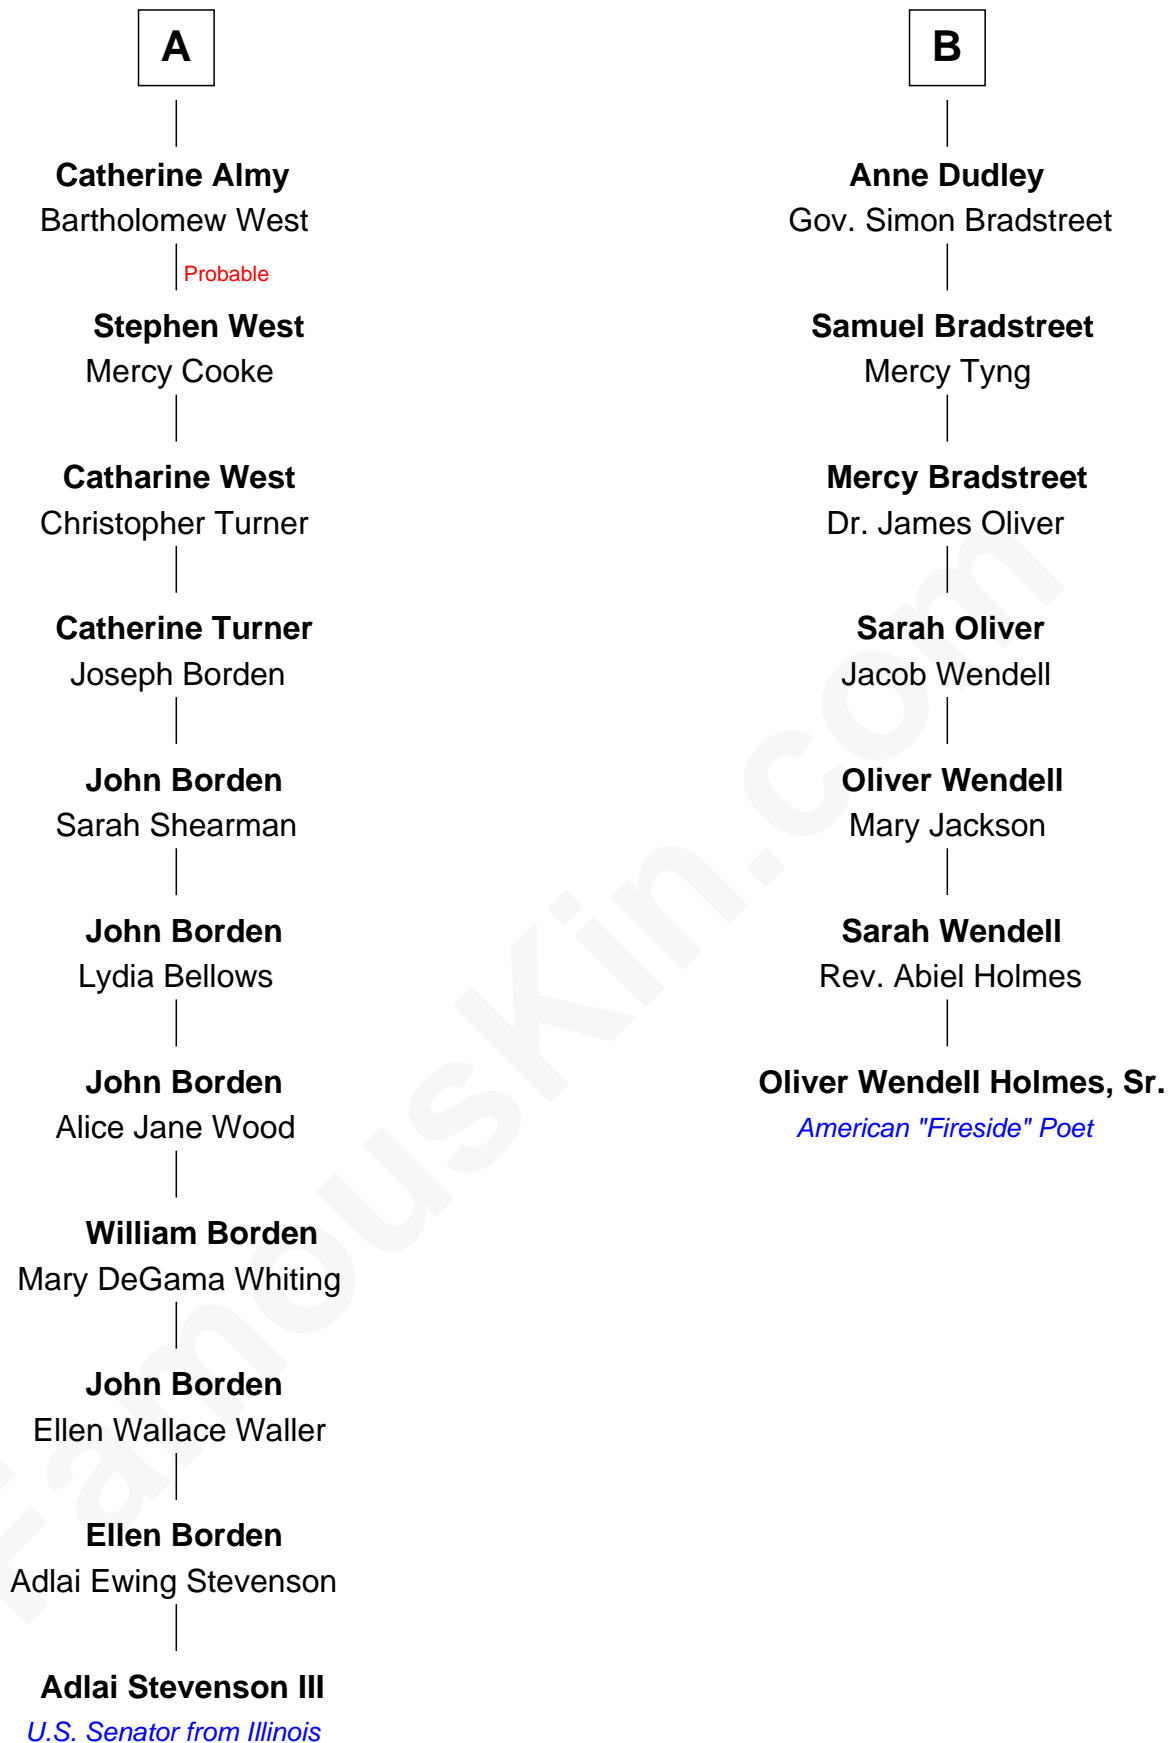 A
Catherine Almy
Bartholomew West
Probable
Stephen West
Mercy Cooke
Catharine West
Christopher Turner
Catherine Turner
Joseph Borden
John Borden
Sarah Shearman
John Borden
Lydia Bellows
John Borden
Alice Jane Wood
William Borden
Mary DeGama Whiting
John Borden
Ellen Wallace Waller
Ellen Borden
Adlai Ewing Stevenson
Adlai Stevenson III
U.S. Senator from Illinois
B
Anne Dudley
Gov. Simon Bradstreet
Samuel Bradstreet
Mercy Tyng
Mercy Bradstreet
Dr. James Oliver
Sarah Oliver
Jacob Wendell
Oliver Wendell
Mary Jackson
Sarah Wendell
Rev. Abiel Holmes
Oliver Wendell Holmes, Sr.
American "Fireside" Poet
FamousKin.com